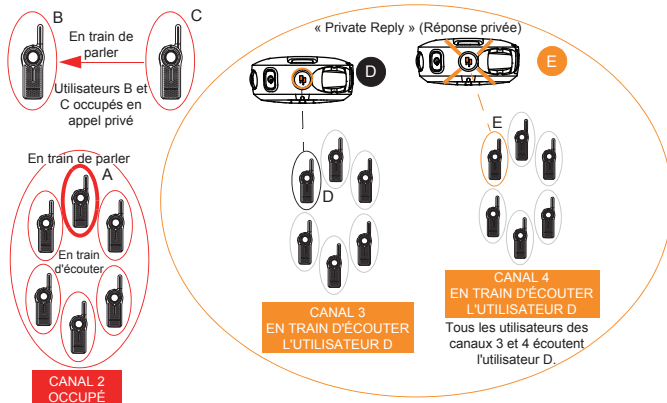 B
C
En train de
parler
Utilisateurs B et
C occupés en
appel privé
En train de parler
A
En train
d'écouter
CANAL 2
OCCUPÉ
« Private Reply » (Réponse privée)
D
E
D
E
CANAL 3
EN TRAIN D'ÉCOUTER
L'UTILISATEUR D
CANAL 4
EN TRAIN D'ÉCOUTER
L'UTILISATEUR D
Tous les utilisateurs des
canaux 3 et 4 écoutent
l'utilisateur D.